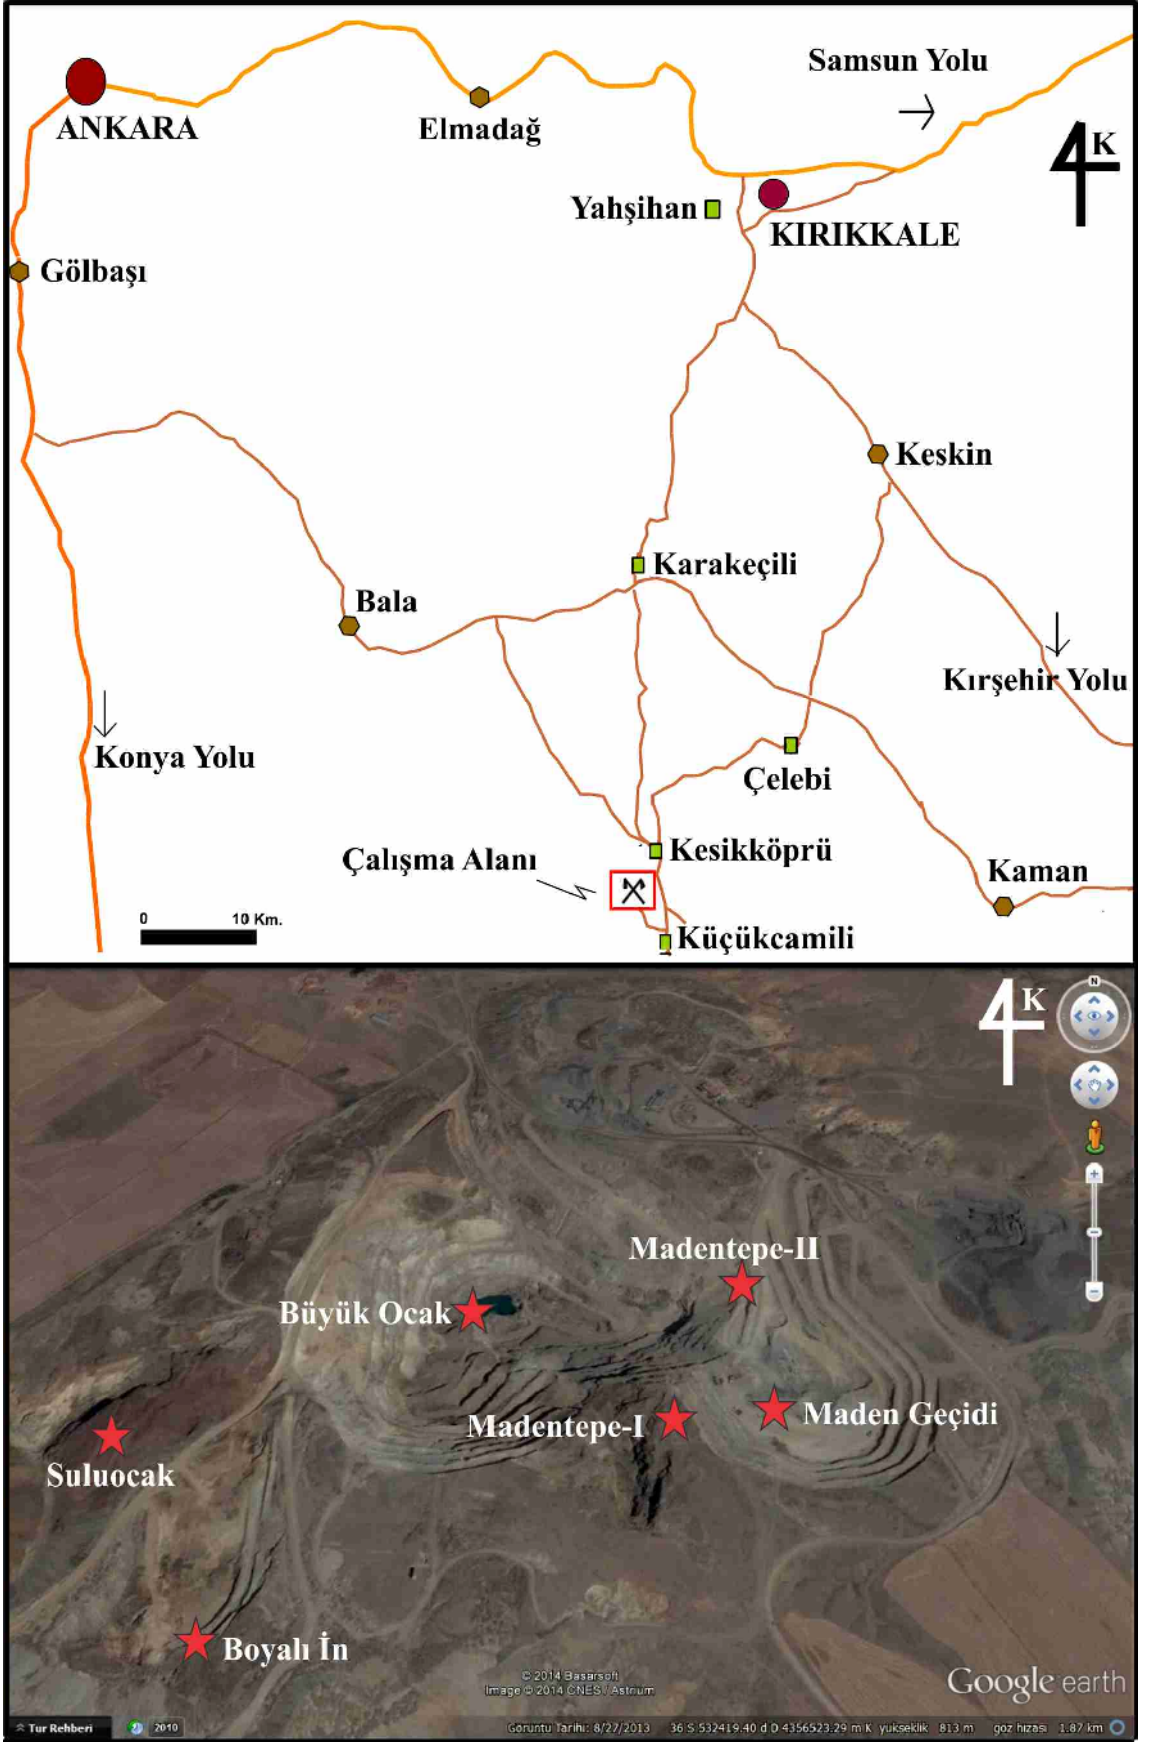 Samsun Yolu
ANKARA
Elmadağ
K
Yahşihan
KIRIKKALE
Gölbaşı
Keskin
Karakeçili
Bala
Kırşehir Yolu
Konya Yolu
Çelebi
Çalışma Alanı
Kesikköprü
Kaman
0 10 Km.
Küçükcamili
K
N
Madentepe-II
Büyük Ocak
Madentepe-I
Maden Geçidi
Suluocak
Boyalı İn
© 2014 Basarsoft
Image © 2014 CNES / Astrium
Google earth
Tur Rehberi
2010
Görüntü Tarihi: 8/27/2013 36 S 532419.40 d D 4356523.29 m K yükseklik 813 m göz hizası 1.87 km